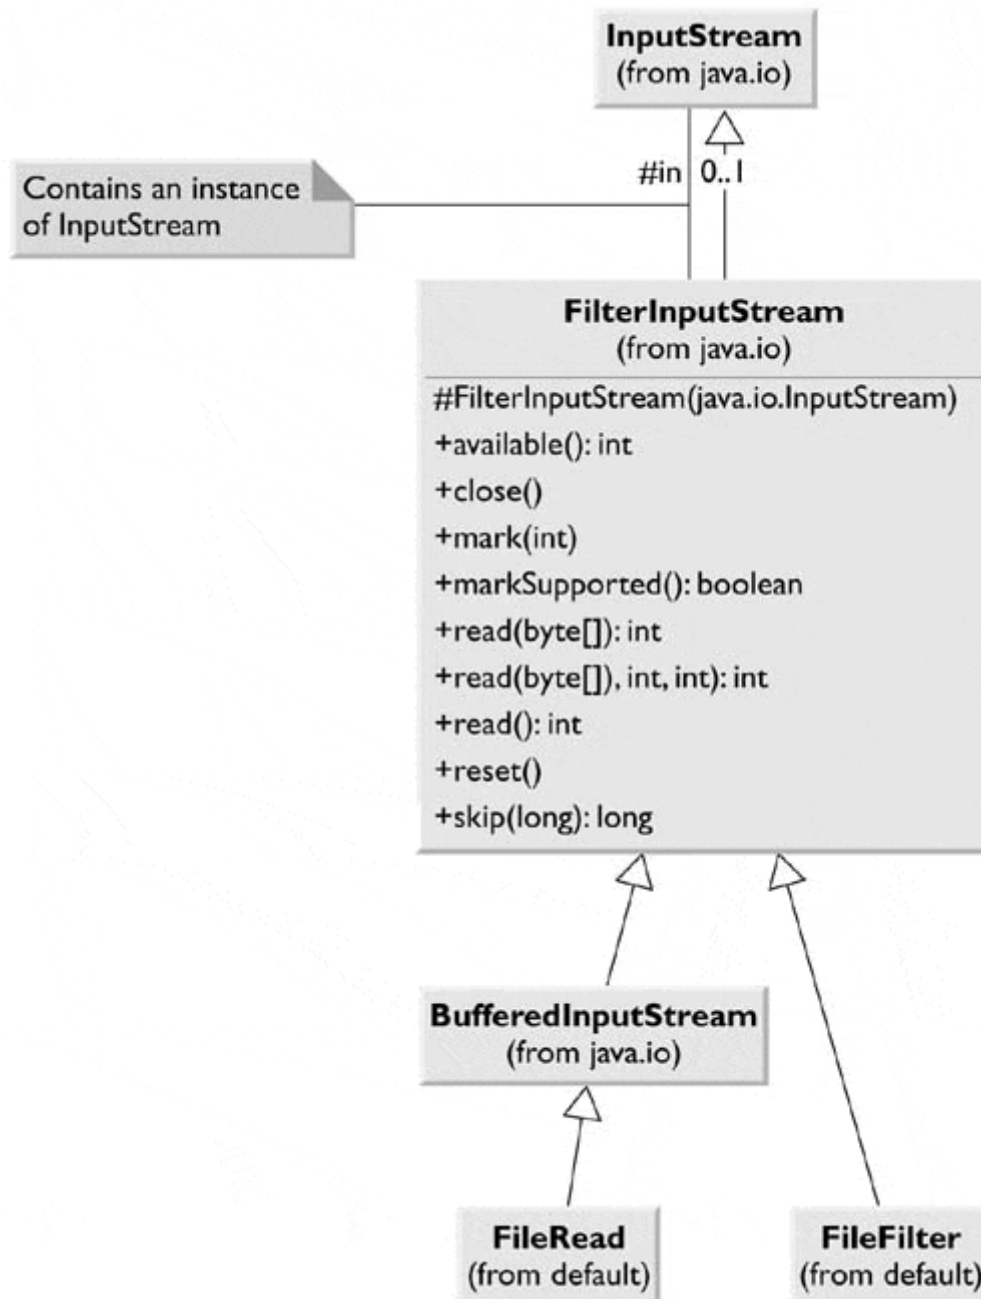 InputStream
(from java.io)
#in 0..1
Contains an instance
of InputStream
FilterInputStream
(from java.io)
#FilterInputStream(java.io.InputStream)
+available(): int
+close()
+mark(int)
+markSupported(): boolean
+read(byte[]): int
+read(byte[]), int, int): int
+read(): int
+reset()
+skip(long): long
BufferedInputStream
(from java.io)
FileRead
(from default)
FileFilter
(from default)